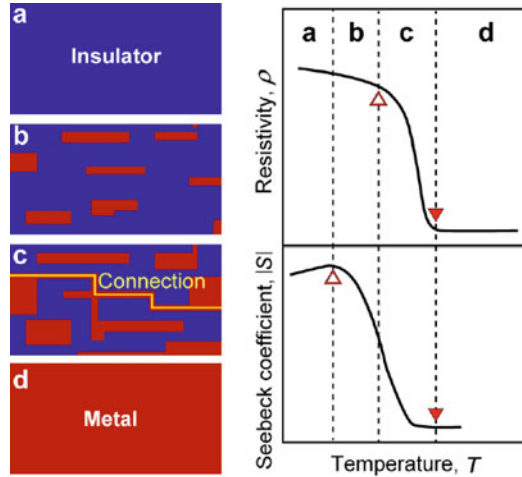 a
Insulator
b
c
Connection
d
Metal
a b c d
Resistivity, ρ
Seebeck coefficient, |S|
Temperature, T